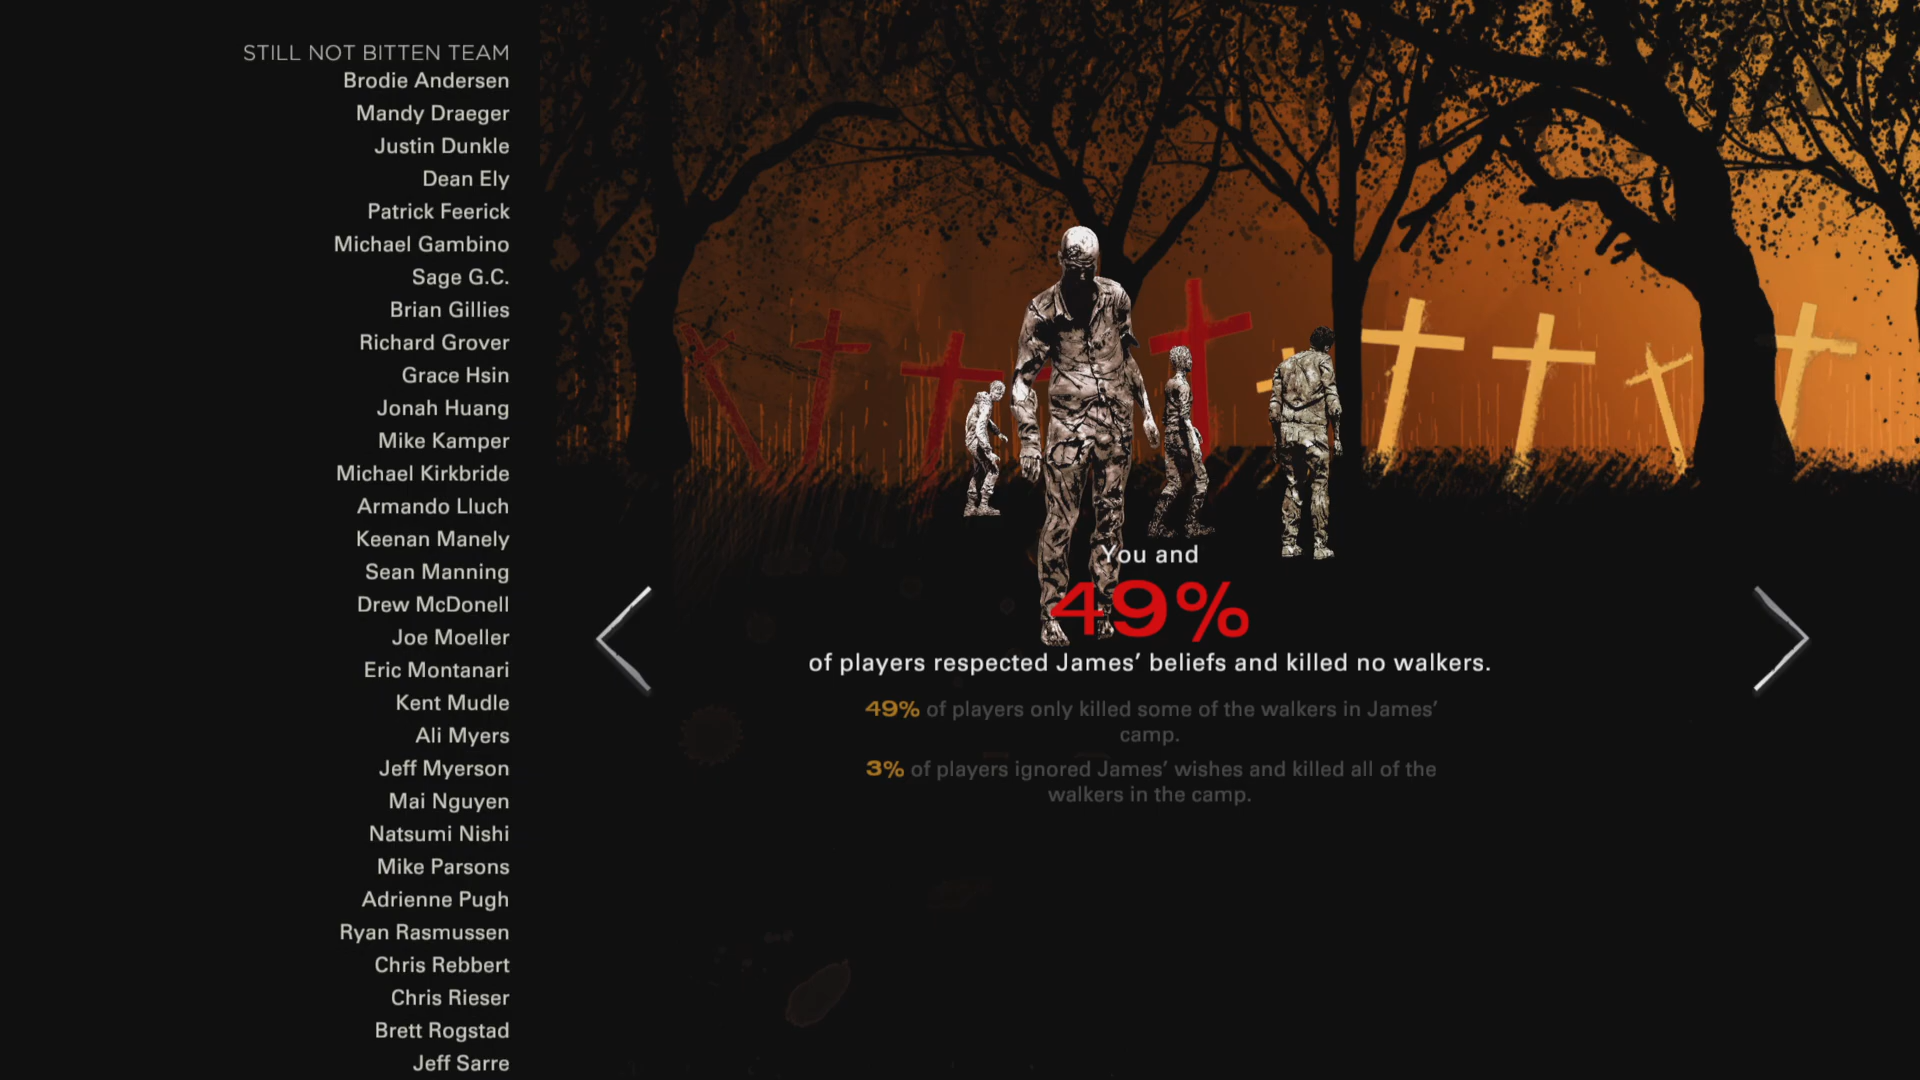 STILL NOT BITTEN TEAM
Brodie Andersen
Mandy Draeger
Justin Dunkle
Dean Ely
Patrick Feerick
Michael Gambino
Sage G.C.
Brian Gillies
Richard Grover
Grace Hsin
Jonah Huang
Mike Kamper
Michael Kirkbride
Armando Lluch
Keenan Manely
Sean Manning
Drew McDonell
Joe Moeller
Eric Montanari
Kent Mudle
Ali Myers
Jeff Myerson
Mai Nguyen
Natsumi Nishi
Mike Parsons
Adrienne Pugh
Ryan Rasmussen
Chris Rebbert
Chris Rieser
Brett Rogstad
Jeff Sarre
You and
49%
of players respected James’ beliefs and killed no walkers.
49% of players only killed some of the walkers in James’
camp.
3% of players ignored James’ wishes and killed all of the
walkers in the camp.